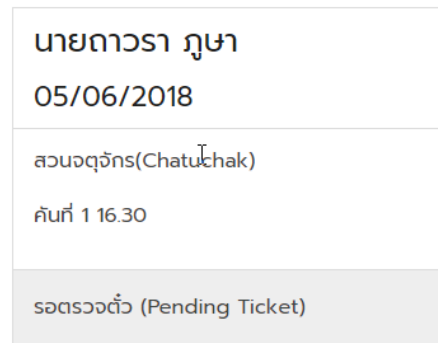 นายถาวรา ภูษา
05/06/2018
สวนจตุจักร(Chatuchak)
คันที่ 1 16.30
รอตรวจตั๋ว (Pending Ticket)